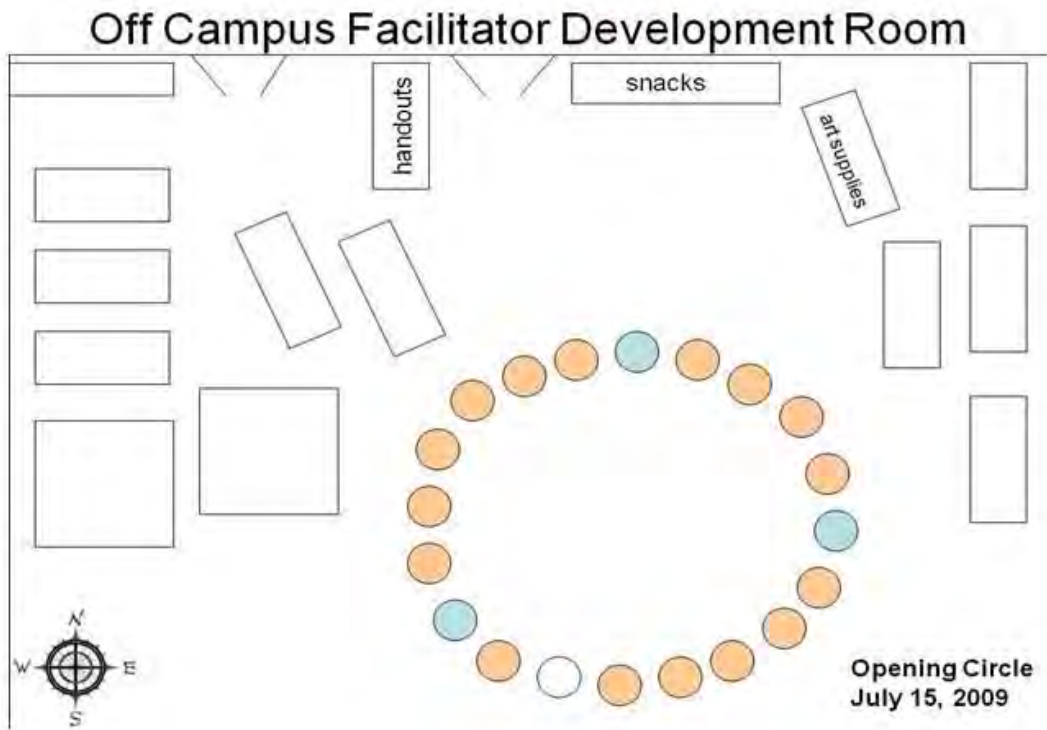 Off Campus Facilitator Development Room
handouts
snacks
art supplies
N
W
E
S
Opening Circle
July 15, 2009